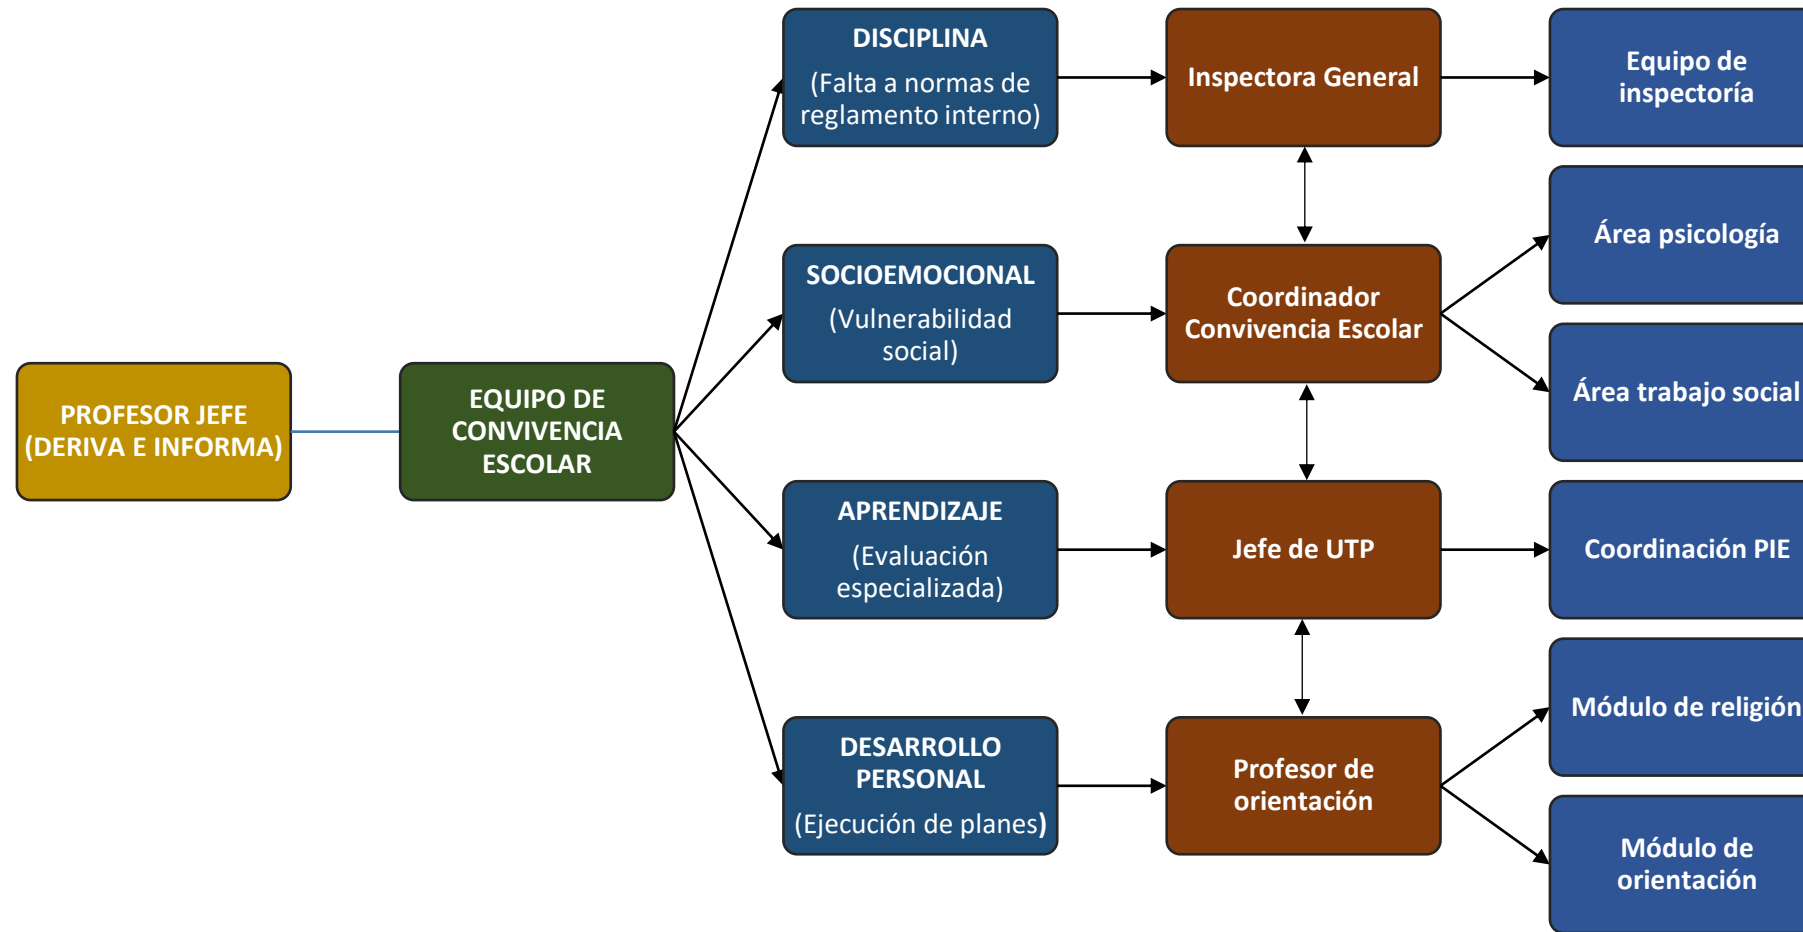 PROFESOR JEFE
(DERIVA E INFORMA)
EQUIPO DE
CONVIVENCIA
ESCOLAR
DISCIPLINA
(Falta a normas de
reglamento interno)
Inspectora General
Equipo de
inspectoría
SOCIOEMOCIONAL
(Vulnerabilidad
social)
Coordinador
Convivencia Escolar
Área psicología
Área trabajo social
APRENDIZAJE
(Evaluación
especializada)
Jefe de UTP
Coordinación PIE
DESARROLLO
PERSONAL
(Ejecución de planes)
Profesor de
orientación
Módulo de religión
Módulo de
orientación